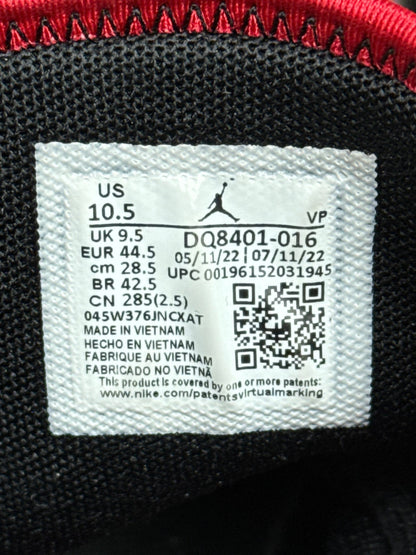 US
10.5 VP
UK 9.5 DQ8401-016
EUR 44.5 05/11/22 | 07/11/22
cm 28.5 UPC 00196152031945
BR 42.5
CN 285(2.5)
045W376JNCXAT
MADE IN VIETNAM
HECHO EN VIETNAM
FABRIQUE AU VIETNAM
FABRICADO NO VIETNÃ
This product is covered by one or more patents:
www.nike.com/patentsvirtualmarking